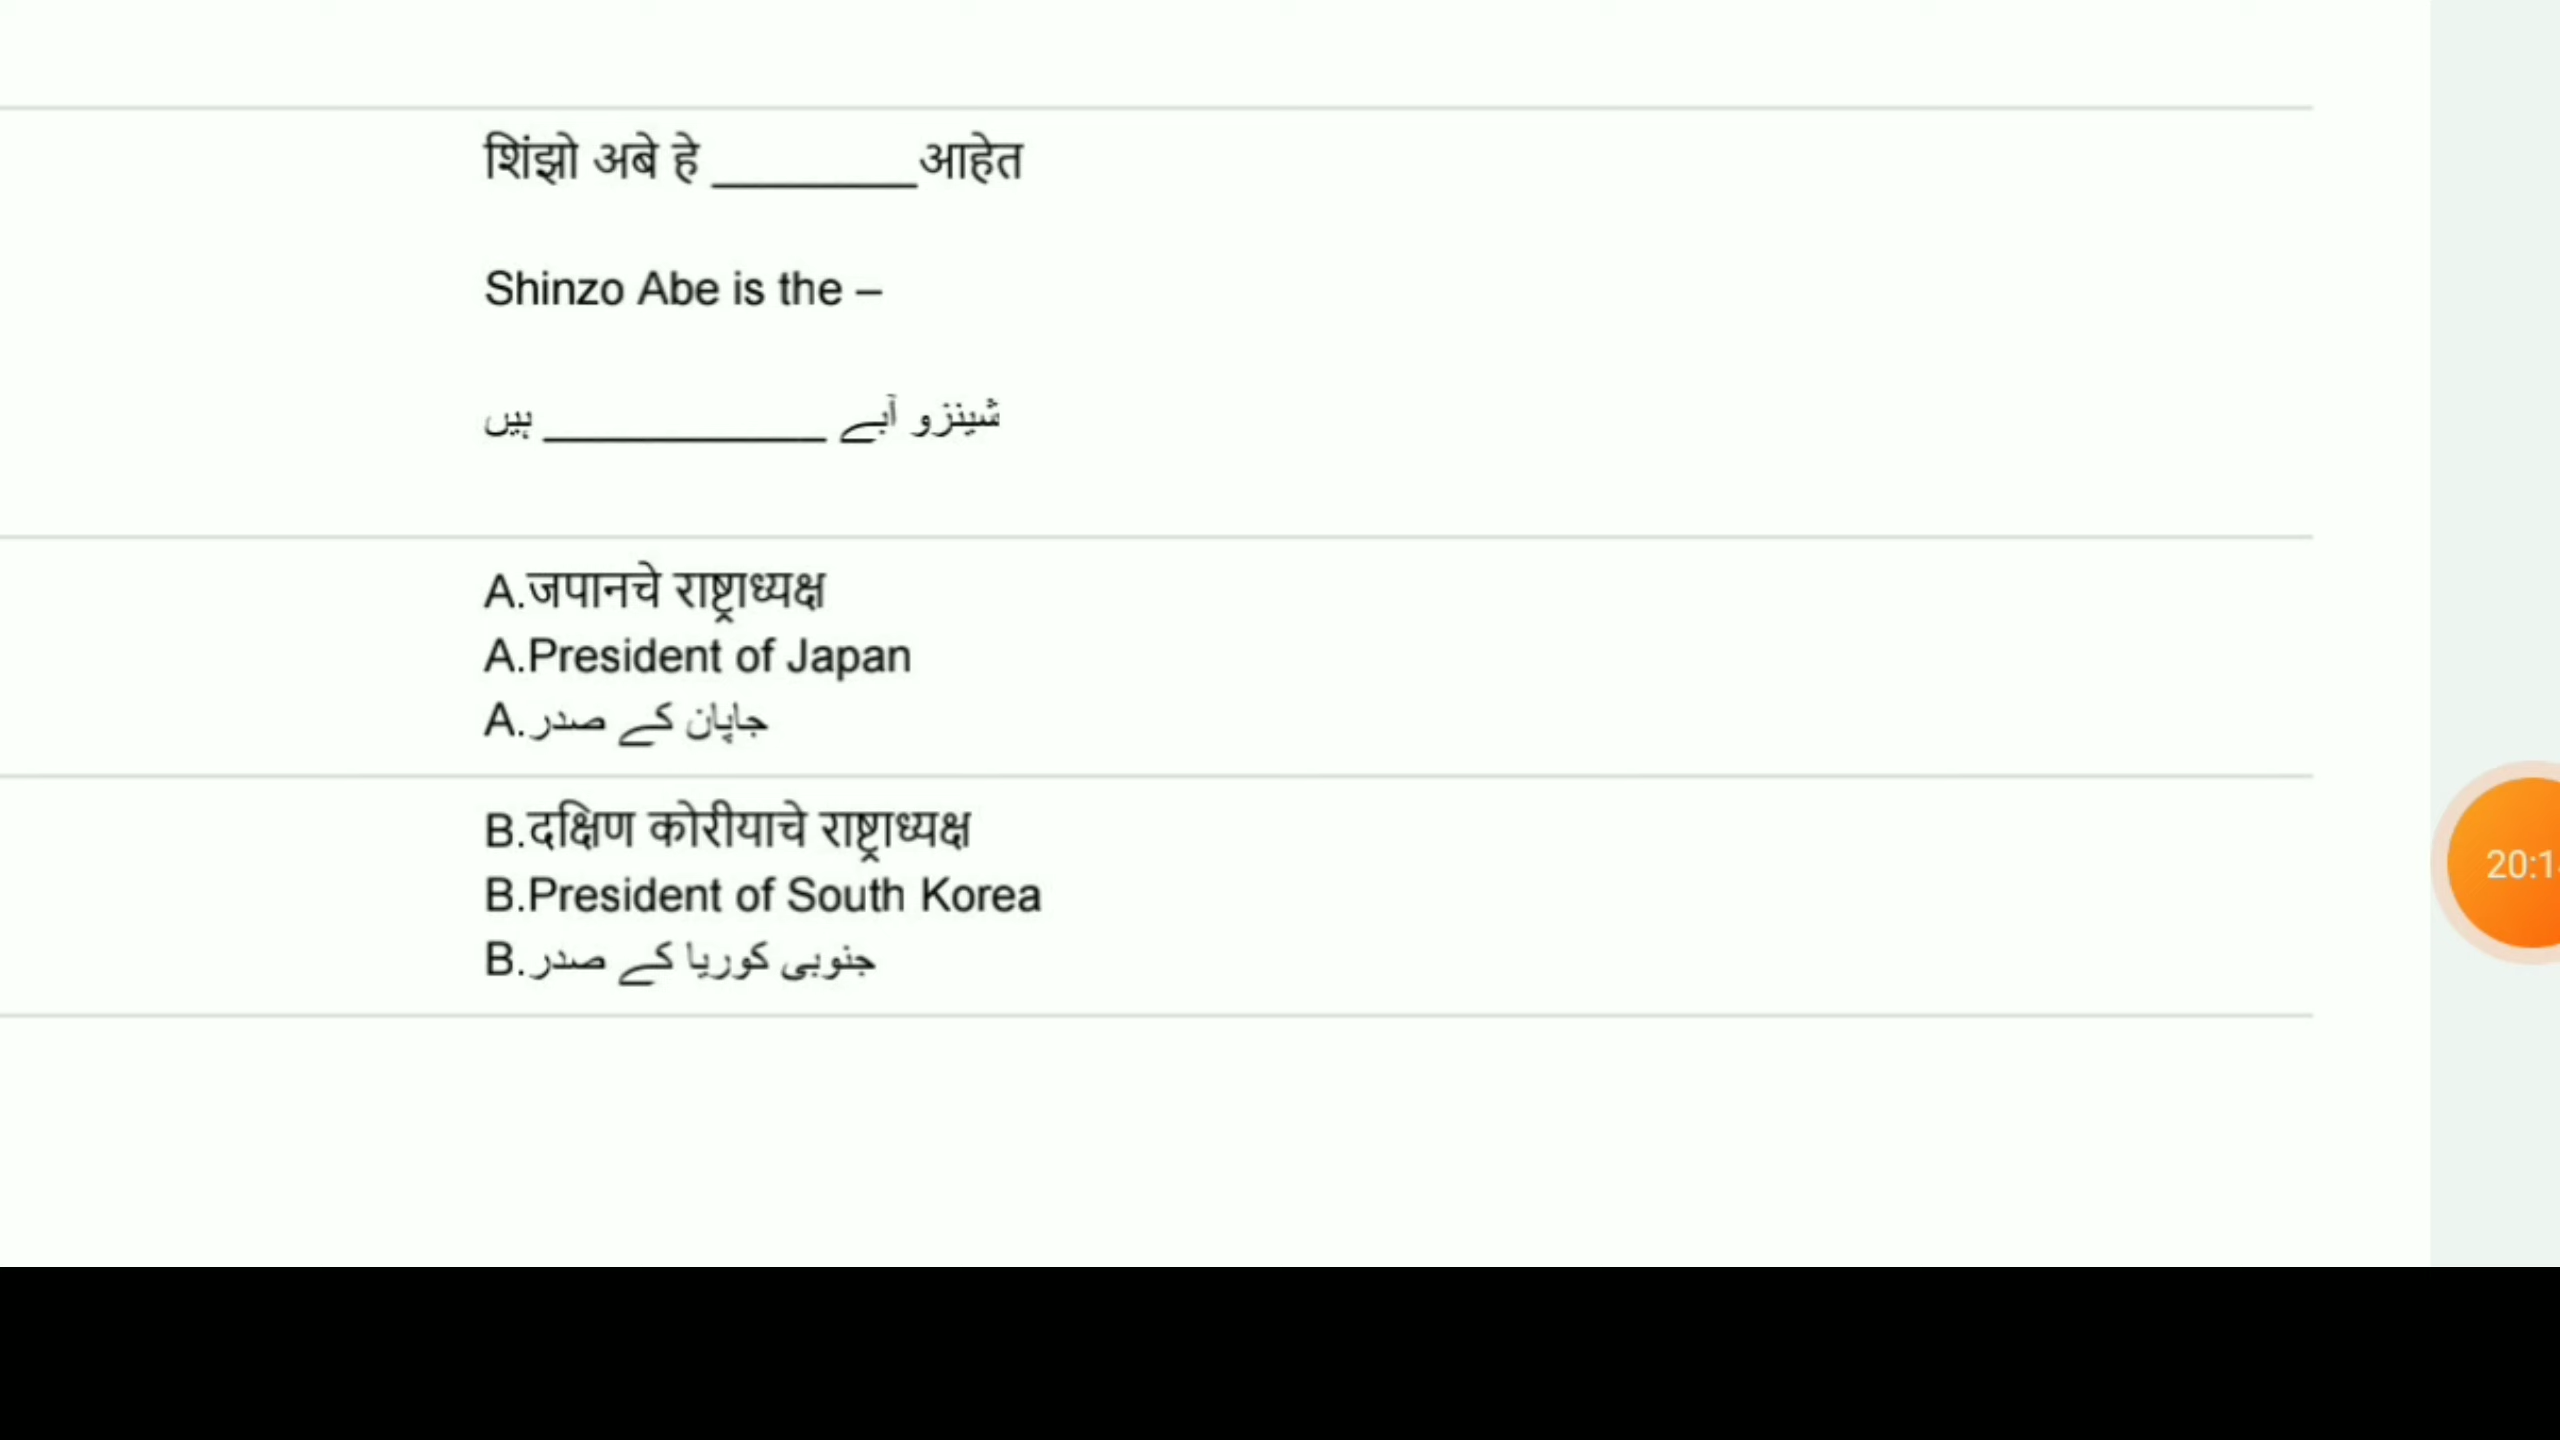 शिंझो अबे हे ________आहेत
Shinzo Abe is the –
شینزو آبے ___________ ہیں
A.जपानचे राष्ट्राध्यक्ष
A.President of Japan
A.جاپان کے صدر
B.दक्षिण कोरीयाचे राष्ट्राध्यक्ष
B.President of South Korea
B.جنوبی کوریا کے صدر